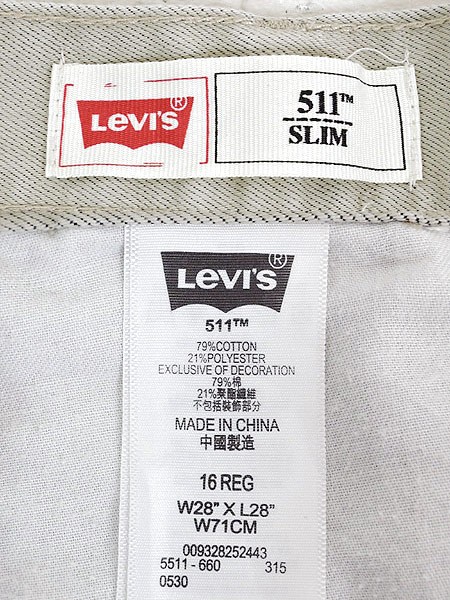 LEVI'S®
511™
SLIM
LEVI'S®
511™
79%COTTON
21%POLYESTER
EXCLUSIVE OF DECORATION
79%棉
21%聚酯纖維
不包括裝飾部分
MADE IN CHINA
中國製造
16 REG
W28" X L28"
W71CM
009328252443
5511-660 315
0530